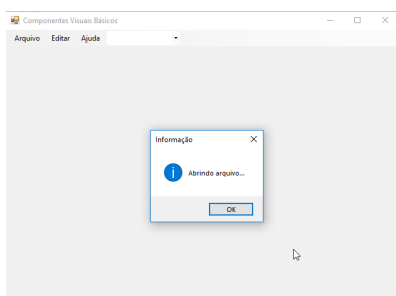 Componentes Visuais Básicos
Arquivo Editar Ajuda
Informação
Abrindo arquivo...
OK